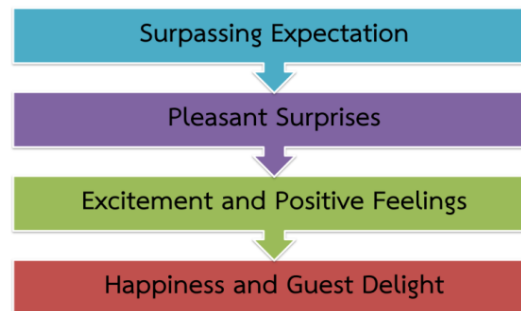 Surpassing Expectation
Pleasant Surprises
Excitement and Positive Feelings
Happiness and Guest Delight